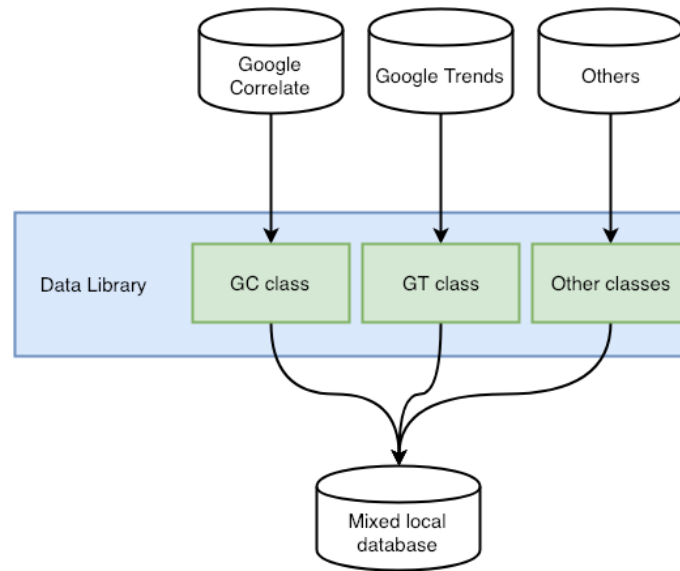 Google
Correlate
Google Trends
Others
Data Library
GC class
GT class
Other classes
Mixed local
database